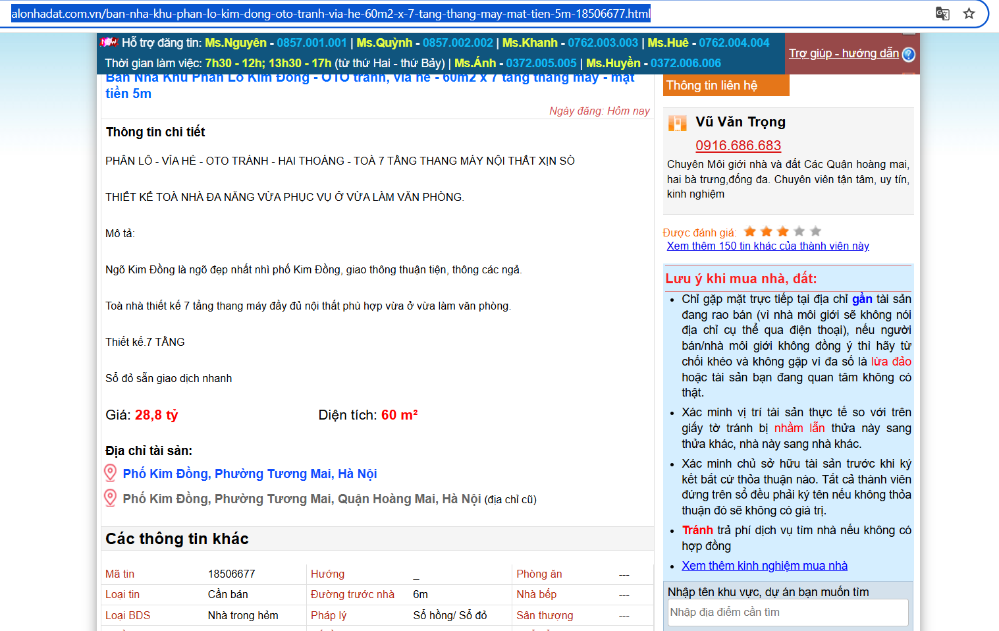 alonhadat.com.vn/ban-nha-khu-phan-lo-kim-dong-oto-tranh-via-he-60m2-x-7-tang-thang-may-mat-tien-5m-18506677.html
Hỗ trợ đăng tin: Ms.Nguyên - 0857.001.001 | Ms.Quỳnh - 0857.002.002 | Ms.Khanh - 0762.003.003 | Ms.Huê - 0762.004.004
Thời gian làm việc: 7h30 - 12h; 13h30 - 17h (từ thứ Hai - thứ Bảy) | Ms.Ánh - 0372.005.005 | Ms.Huyền - 0372.006.006
Trợ giúp - hướng dẫn
Bán Nhà Khu Phân Lô Kim Đồng - OTO tránh, vỉa hè - 60m2 x 7 tầng thang máy - mặt
tiền 5m
Ngày đăng: Hôm nay
Thông tin chi tiết
PHÂN LÔ - VỈA HÈ - OTO TRÁNH - HAI THOÁNG - TOÀ 7 TẦNG THANG MÁY NỘI THẤT XỊN SÒ
THIẾT KẾ TOÀ NHÀ ĐA NĂNG VỪA PHỤC VỤ Ở VỪA LÀM VĂN PHÒNG.
Mô tả:
Ngõ Kim Đồng là ngõ đẹp nhất nhì phố Kim Đồng, giao thông thuận tiện, thông các ngả.
Toà nhà thiết kế 7 tầng thang máy đầy đủ nội thất phù hợp vừa ở vừa làm văn phòng.
Thiết kế.7 TẦNG
Sổ đỏ sẵn giao dịch nhanh
Giá: 28,8 tỷ
Diện tích: 60 m²
Địa chỉ tài sản:
Phố Kim Đồng, Phường Tương Mai, Hà Nội
Phố Kim Đồng, Phường Tương Mai, Quận Hoàng Mai, Hà Nội (địa chỉ cũ)
Các thông tin khác
Mã tin 18506677 Hướng _ Phòng ăn ---
Loại tin Cần bán Đường trước nhà 6m Nhà bếp ---
Loại BDS Nhà trong hẻm Pháp lý Sổ hồng/ Sổ đỏ Sân thượng ---
Thông tin liên hệ
Vũ Văn Trọng
0916.686.683
Chuyên Môi giới nhà và đất Các Quận hoàng mai,
hai bà trưng,đống đa. Chuyên viên tận tâm, uy tín,
kinh nghiệm
Được đánh giá:
Xem thêm 150 tin khác của thành viên này
Lưu ý khi mua nhà, đất:
Chỉ gặp mặt trực tiếp tại địa chỉ gần tài sản
đang rao bán (vì nhà môi giới sẽ không nói
địa chỉ cụ thể qua điện thoại), nếu người
bán/nhà môi giới không đồng ý thì hãy từ
chối khéo và không gặp vì đa số là lừa đảo
hoặc tài sản bạn đang quan tâm không có
thật.
Xác minh vị trí tài sản thực tế so với trên
giấy tờ tránh bị nhầm lẫn thửa này sang
thửa khác, nhà này sang nhà khác.
Xác minh chủ sở hữu tài sản trước khi ký
kết bất cứ thỏa thuận nào. Tất cả thành viên
đứng trên sổ đều phải ký tên nếu không thỏa
thuận đó sẽ không có giá trị.
Tránh trả phí dịch vụ tìm nhà nếu không có
hợp đồng
Xem thêm kinh nghiệm mua nhà
Nhập tên khu vực, dự án bạn muốn tìm
Nhập địa điểm cần tìm